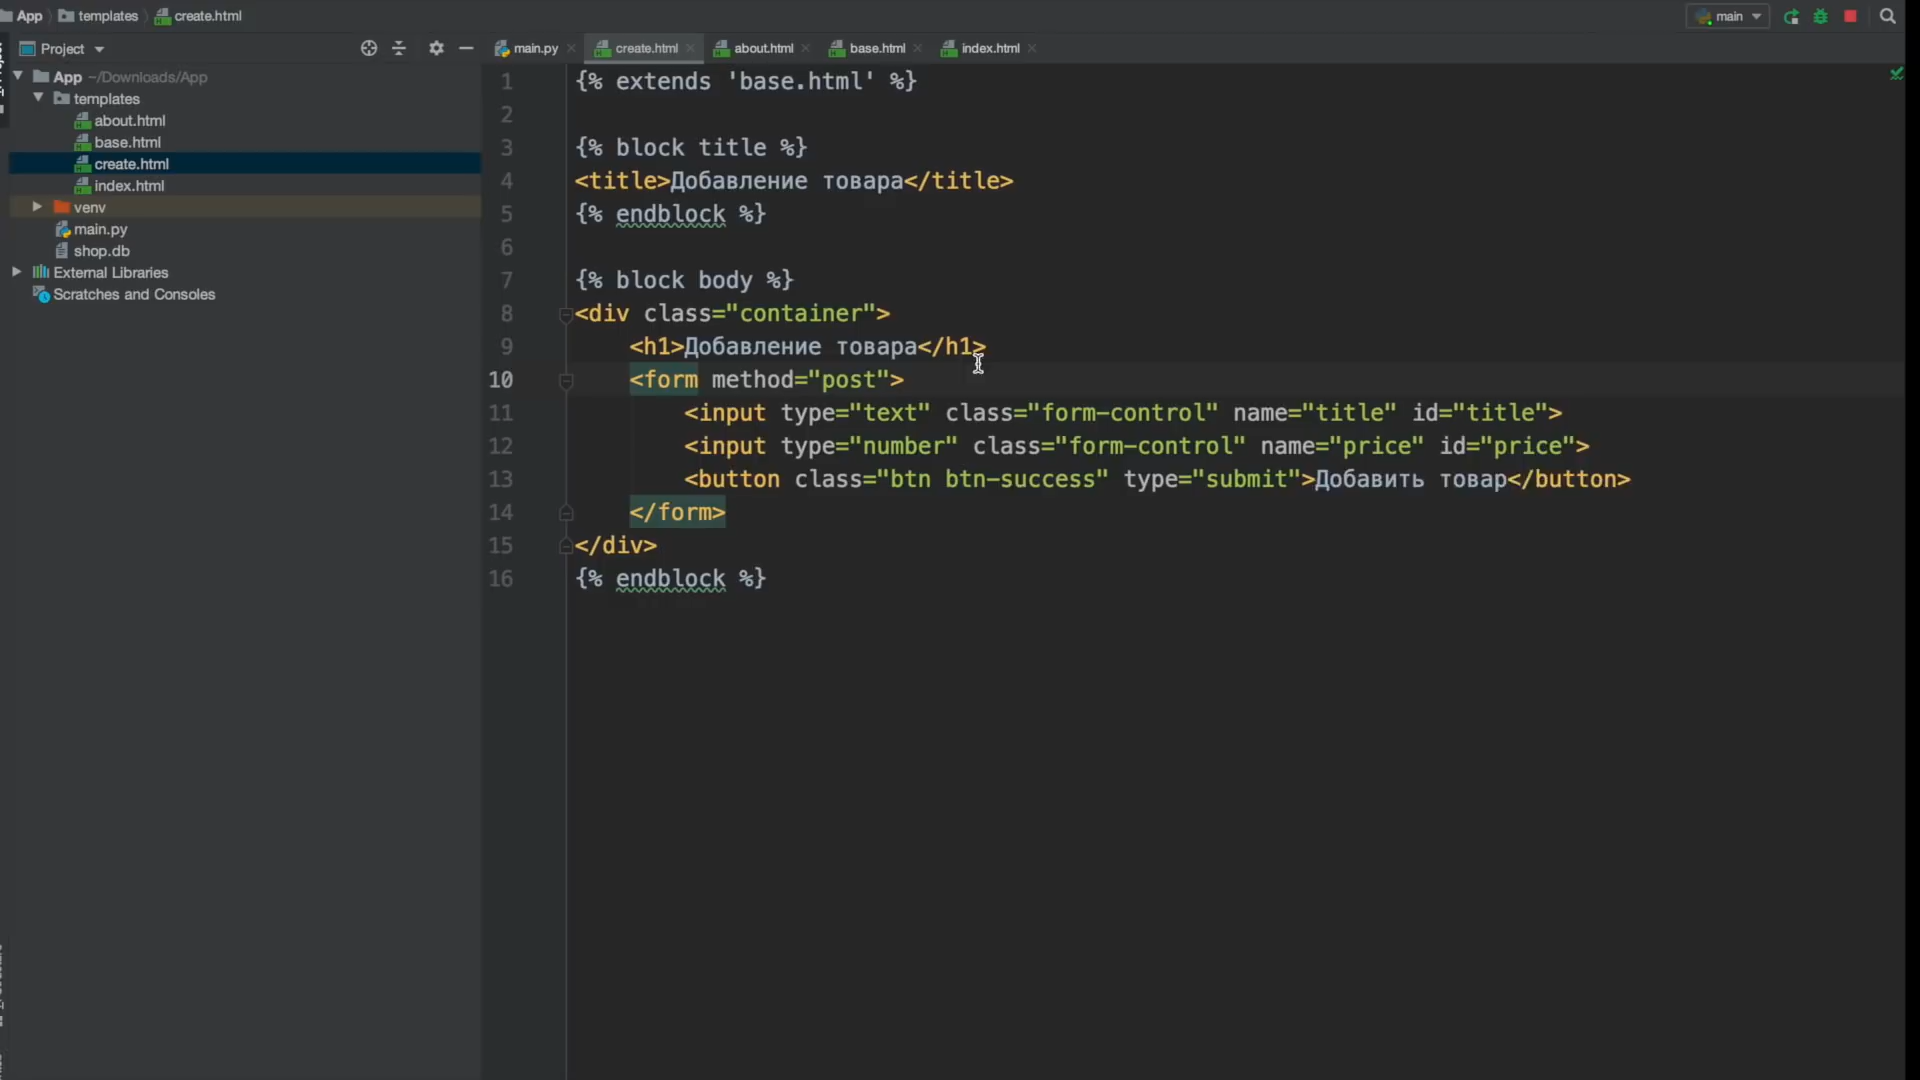 App templates create.html main
Project main.py create.html about.html base.html index.html
App ~/Downloads/App
templates
about.html
base.html
create.html
index.html
venv
main.py
shop.db
External Libraries
Scratches and Consoles
1 {% extends 'base.html' %}
2
3 {% block title %}
4 <title>Добавление товара</title>
5 {% endblock %}
6
7 {% block body %}
8 <div class="container">
9 <h1>Добавление товара</h1>
10 <form method="post">
11 <input type="text" class="form-control" name="title" id="title">
12 <input type="number" class="form-control" name="price" id="price">
13 <button class="btn btn-success" type="submit">Добавить товар</button>
14 </form>
15 </div>
16 {% endblock %}